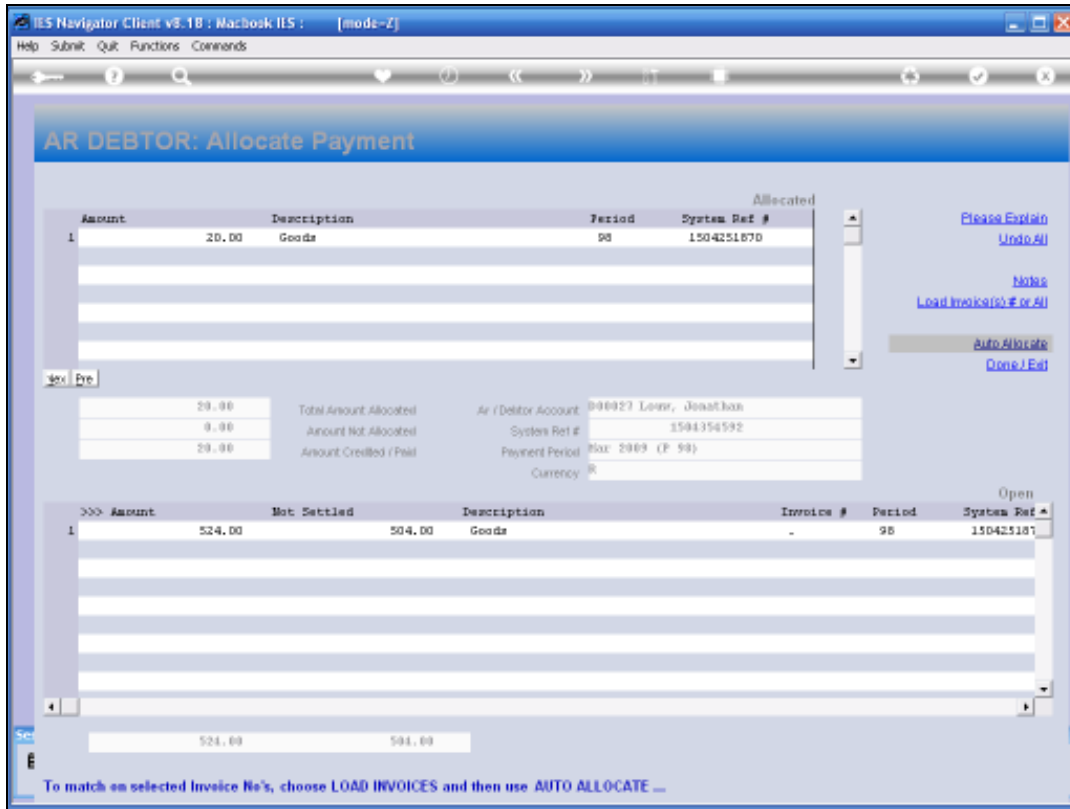 IES Navigator Client v8.18 : Macbook IES : [mode=Z]
Help Submit Quit Functions Commands
AR DEBTOR: Allocate Payment
Allocated
Amount Description Period System Ref #
1 20.00 Goods 98 1504251870
Please Explain
Undo All
Notes
Load Invoice(s) # or All
Auto Allocate
Done / Exit
Nex Pre
20.00 Total Amount Allocated Ar / Debtor Account D00027 Louw, Jonathan
0.00 Amount Not Allocated System Ref # 1504356592
20.00 Amount Credited / Paid Payment Period Mar 2009 (P 98)
Currency R
Open
>>> Amount Not Settled Description Invoice # Period System Ref
1 524.00 504.00 Goods . 98 150425187
524.00 504.00
To match on selected Invoice No's, choose LOAD INVOICES and then use AUTO ALLOCATE ...